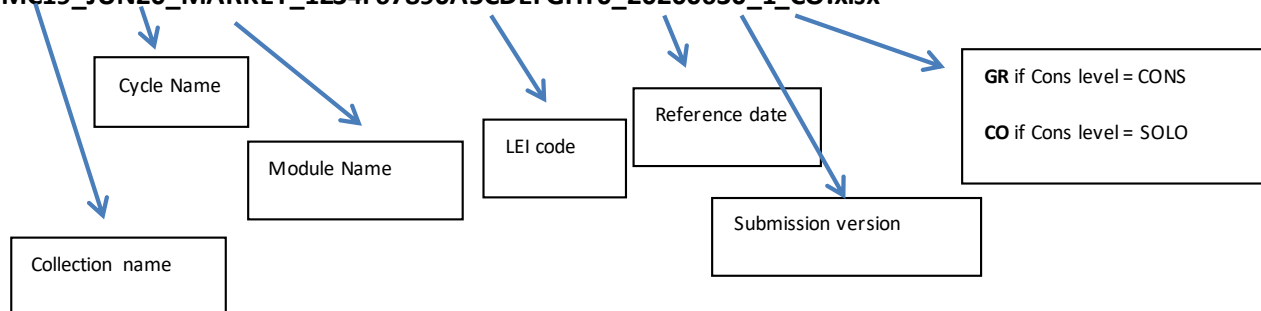 Cycle Name
GR if Cons level = CONS
Reference date
CO if Cons level = SOLO
LEI code
Module Name
Submission version
Collection name